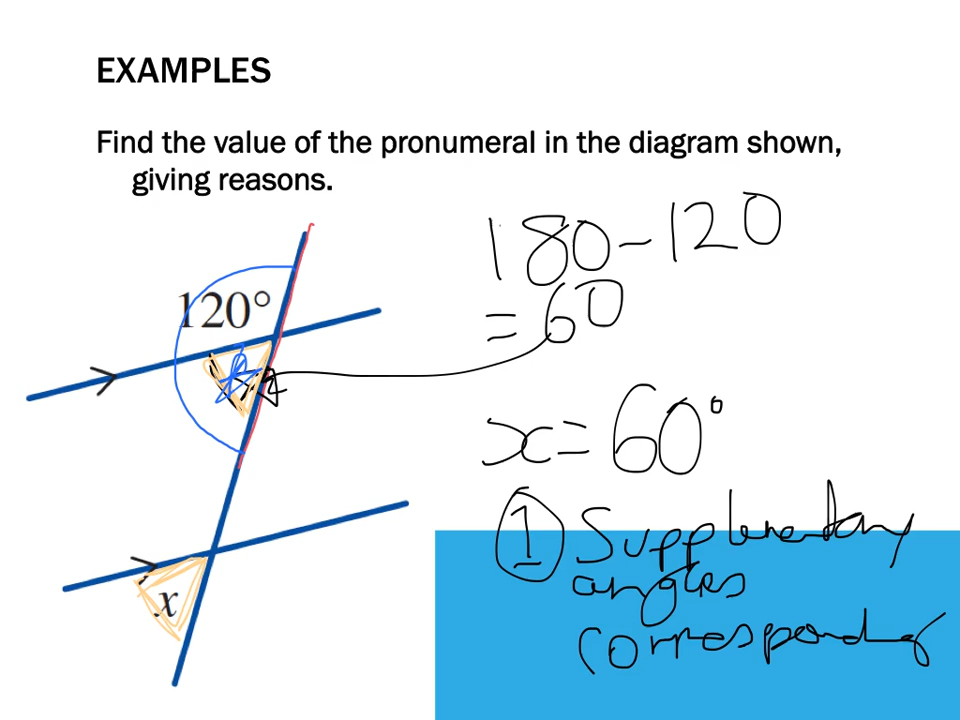 EXAMPLES
Find the value of the pronumeral in the diagram shown,
giving reasons.
180 - 120
= 60
120°
x = 60°
1 Supplementary
angles
corresponding
x